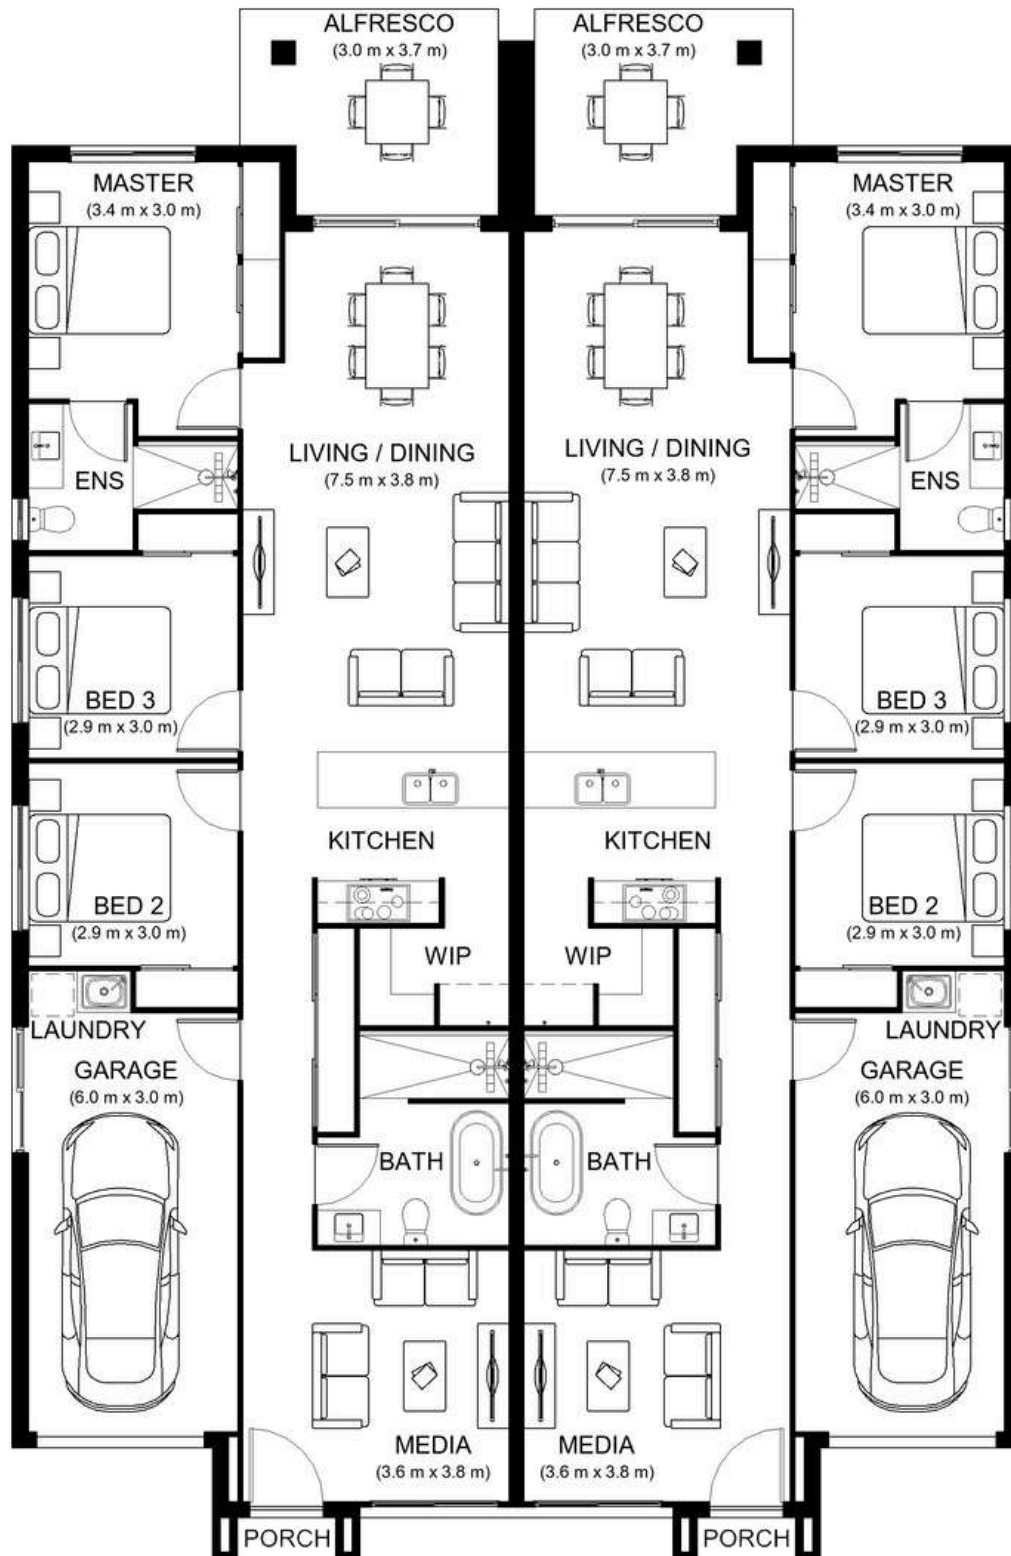 ALFRESCO
(3.0 m x 3.7 m)
ALFRESCO
(3.0 m x 3.7 m)
MASTER
(3.4 m x 3.0 m)
MASTER
(3.4 m x 3.0 m)
LIVING / DINING
(7.5 m x 3.8 m)
LIVING / DINING
(7.5 m x 3.8 m)
ENS
ENS
BED 3
(2.9 m x 3.0 m)
BED 3
(2.9 m x 3.0 m)
KITCHEN
KITCHEN
BED 2
(2.9 m x 3.0 m)
BED 2
(2.9 m x 3.0 m)
WIP
WIP
LAUNDRY
LAUNDRY
GARAGE
(6.0 m x 3.0 m)
GARAGE
(6.0 m x 3.0 m)
BATH
BATH
MEDIA
(3.6 m x 3.8 m)
MEDIA
(3.6 m x 3.8 m)
PORCH
PORCH